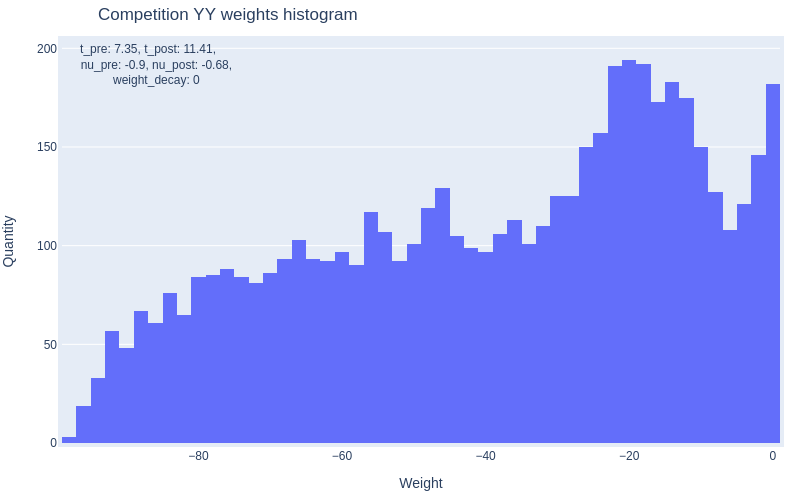 Competition YY weights histogram
t_pre: 7.35, t_post: 11.41,
nu_pre: -0.9, nu_post: -0.68,
weight_decay: 0
200
150
100
50
0
Quantity
−80
−60
−40
−20
0
Weight